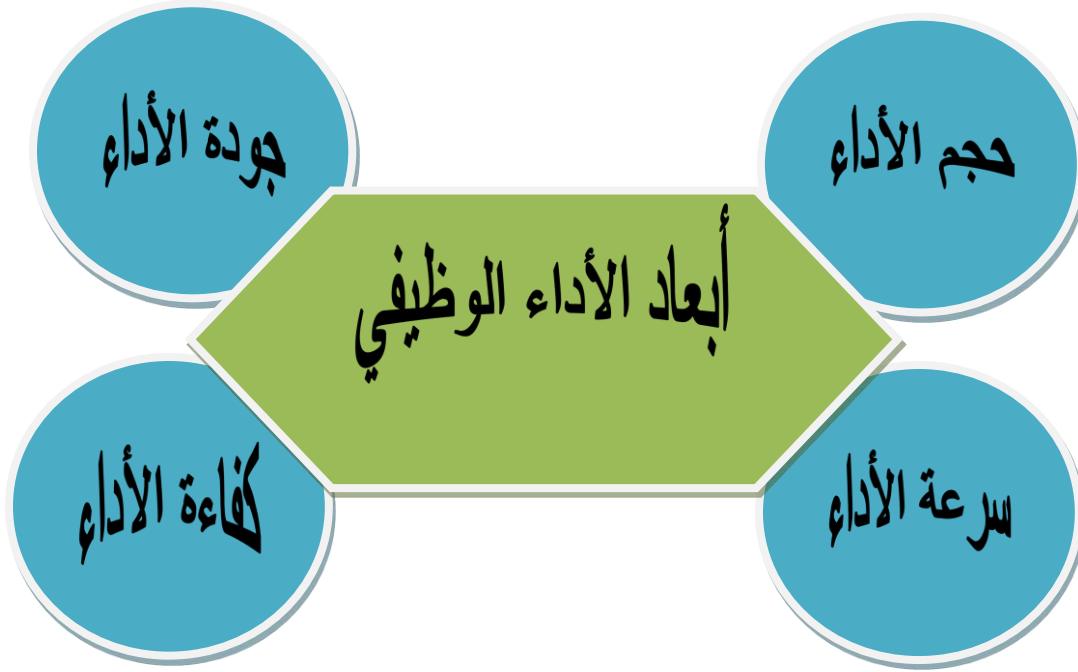 حجم الأداء
جودة الأداء
أبعاد الأداء الوظيفي
سرعة الأداء
كفاءة الأداء